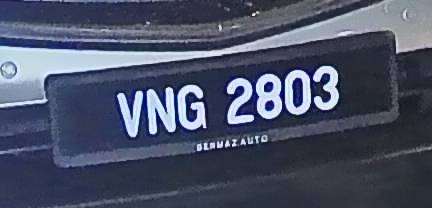 VNG 2803
BERMAZ AUTO